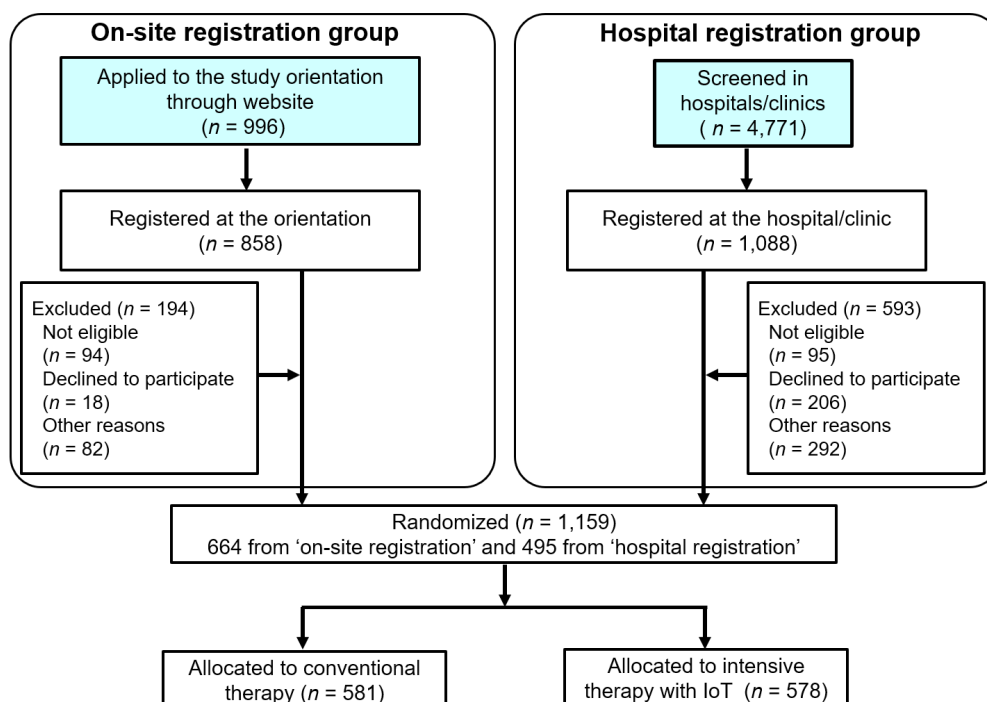 On-site registration group
Applied to the study orientation
through website
(n = 996)
Registered at the orientation
(n = 858)
Excluded (n = 194)
Not eligible
(n = 94)
Declined to participate
(n = 18)
Other reasons
(n = 82)
Hospital registration group
Screened in
hospitals/clinics
( n = 4,771)
Registered at the hospital/clinic
(n = 1,088)
Excluded (n = 593)
Not eligible
(n = 95)
Declined to participate
(n = 206)
Other reasons
(n = 292)
Randomized (n = 1,159)
664 from ‘on-site registration’ and 495 from ‘hospital registration’
Allocated to conventional
therapy (n = 581)
Allocated to intensive
therapy with IoT (n = 578)